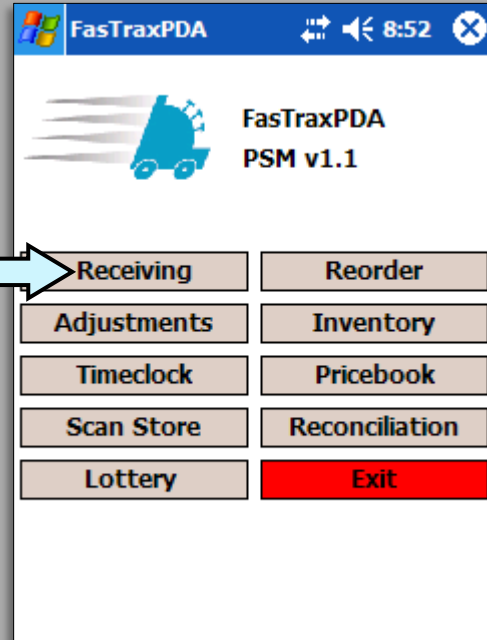 FasTraxPDA 8:52
FasTraxPDA
PSM v1.1
Receiving Reorder
Adjustments Inventory
Timeclock Pricebook
Scan Store Reconciliation
Lottery Exit